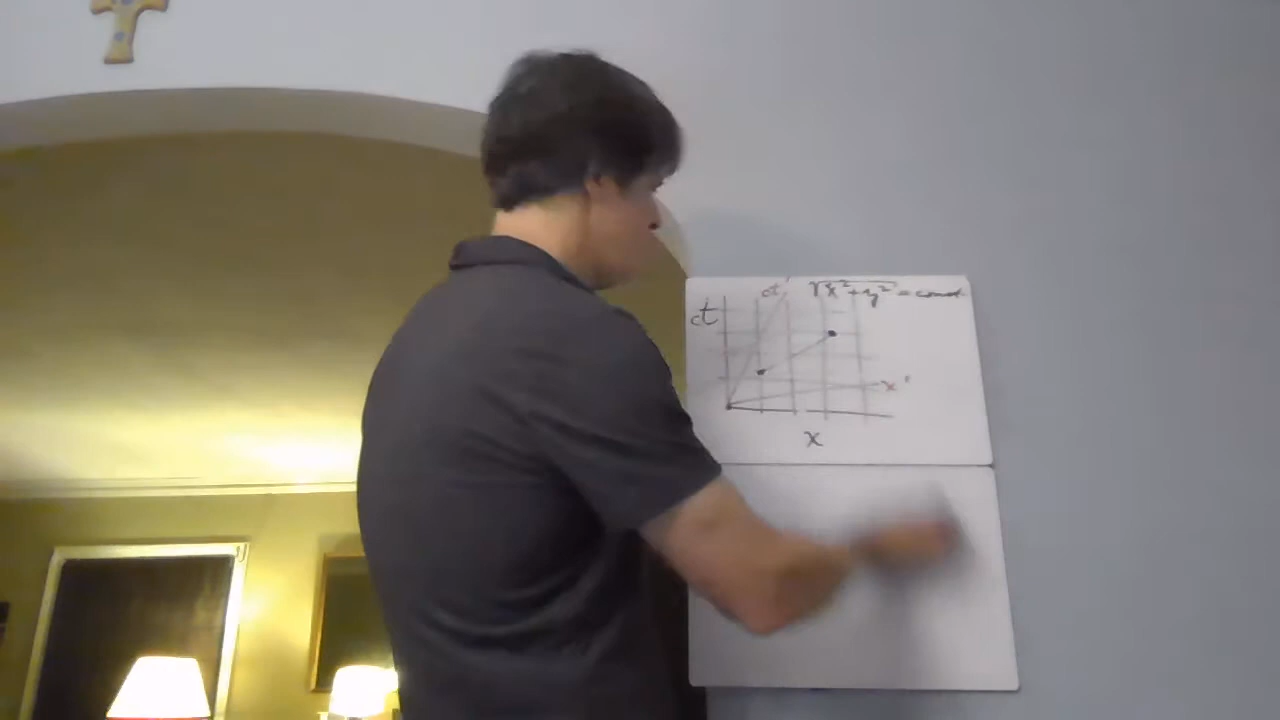 ct
ct'
√x²+y² = const.
x'
x